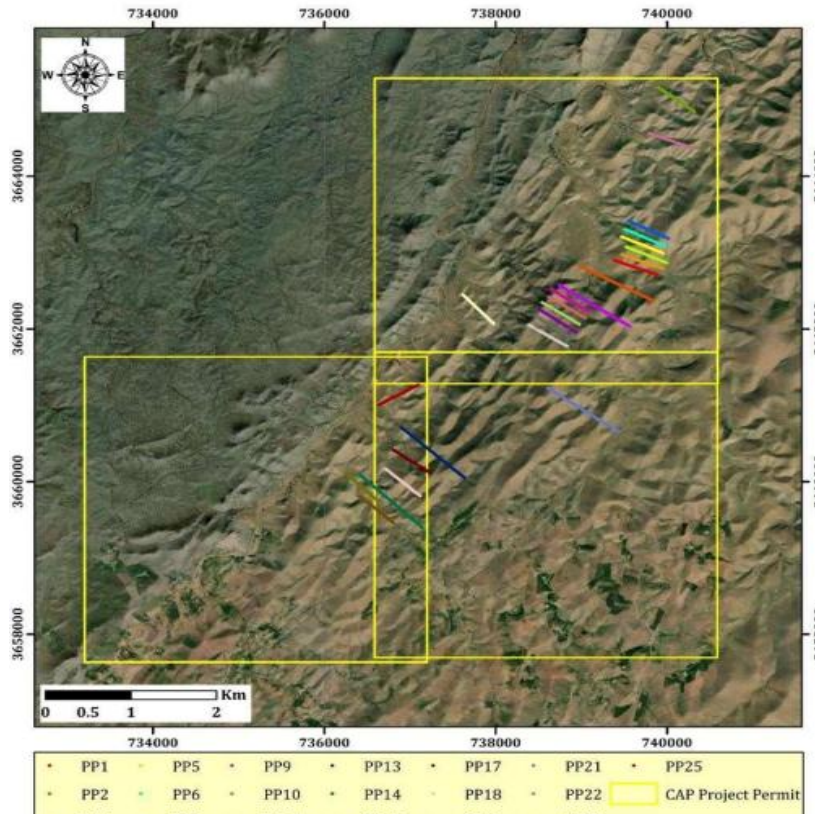 734000 736000 738000 740000
N
W E
S
3664000
3662000
3660000
3658000
Km
0 0.5 1 2
734000 736000 738000 740000
PP1 PP5 PP9 PP13 PP17 PP21 PP25
PP2 PP6 PP10 PP14 PP18 PP22 CAP Project Permit